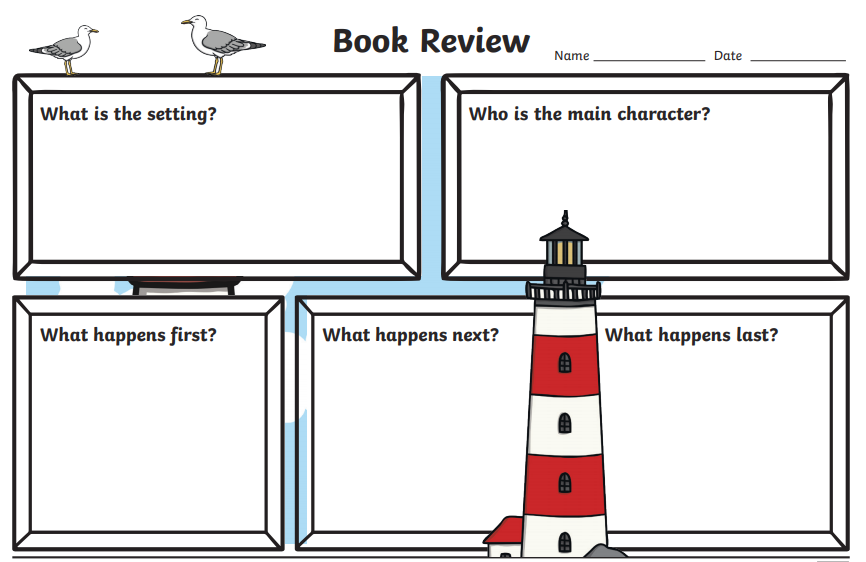 Book Review
Name Date
What is the setting?
Who is the main character?
What happens first?
What happens next?
What happens last?